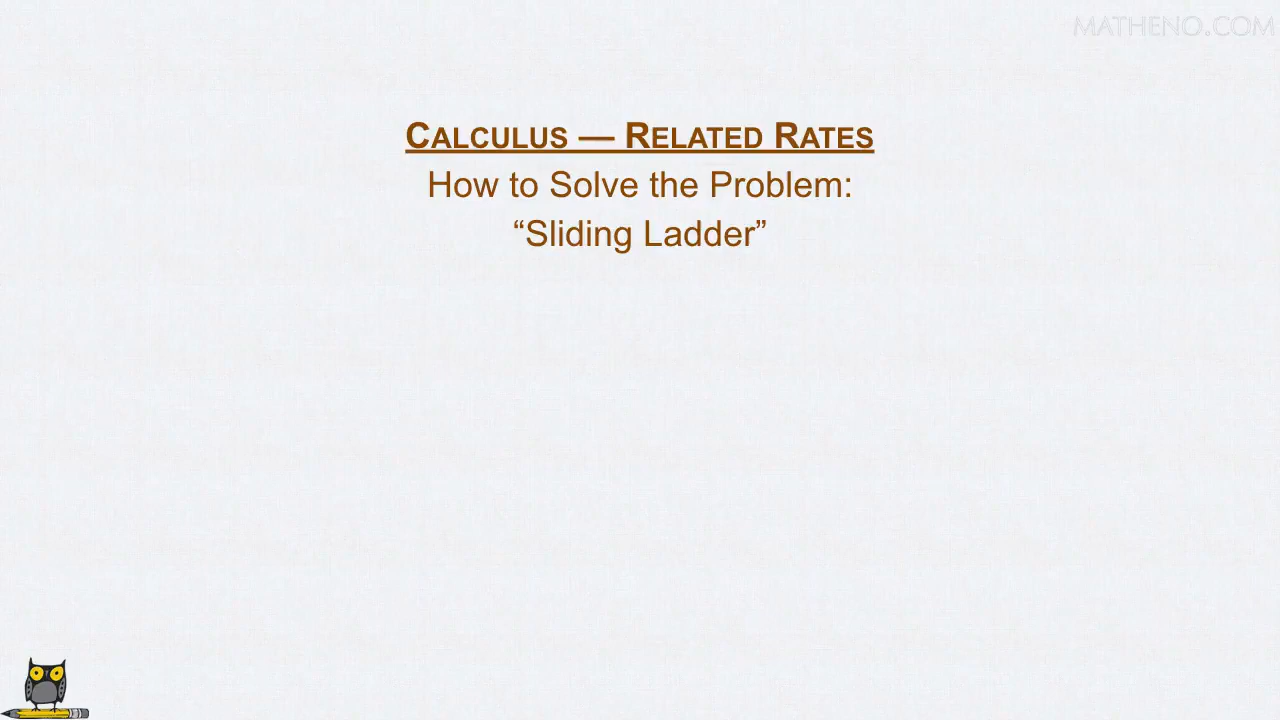 MATHENO.COM
CALCULUS — RELATED RATES
How to Solve the Problem:
“Sliding Ladder”